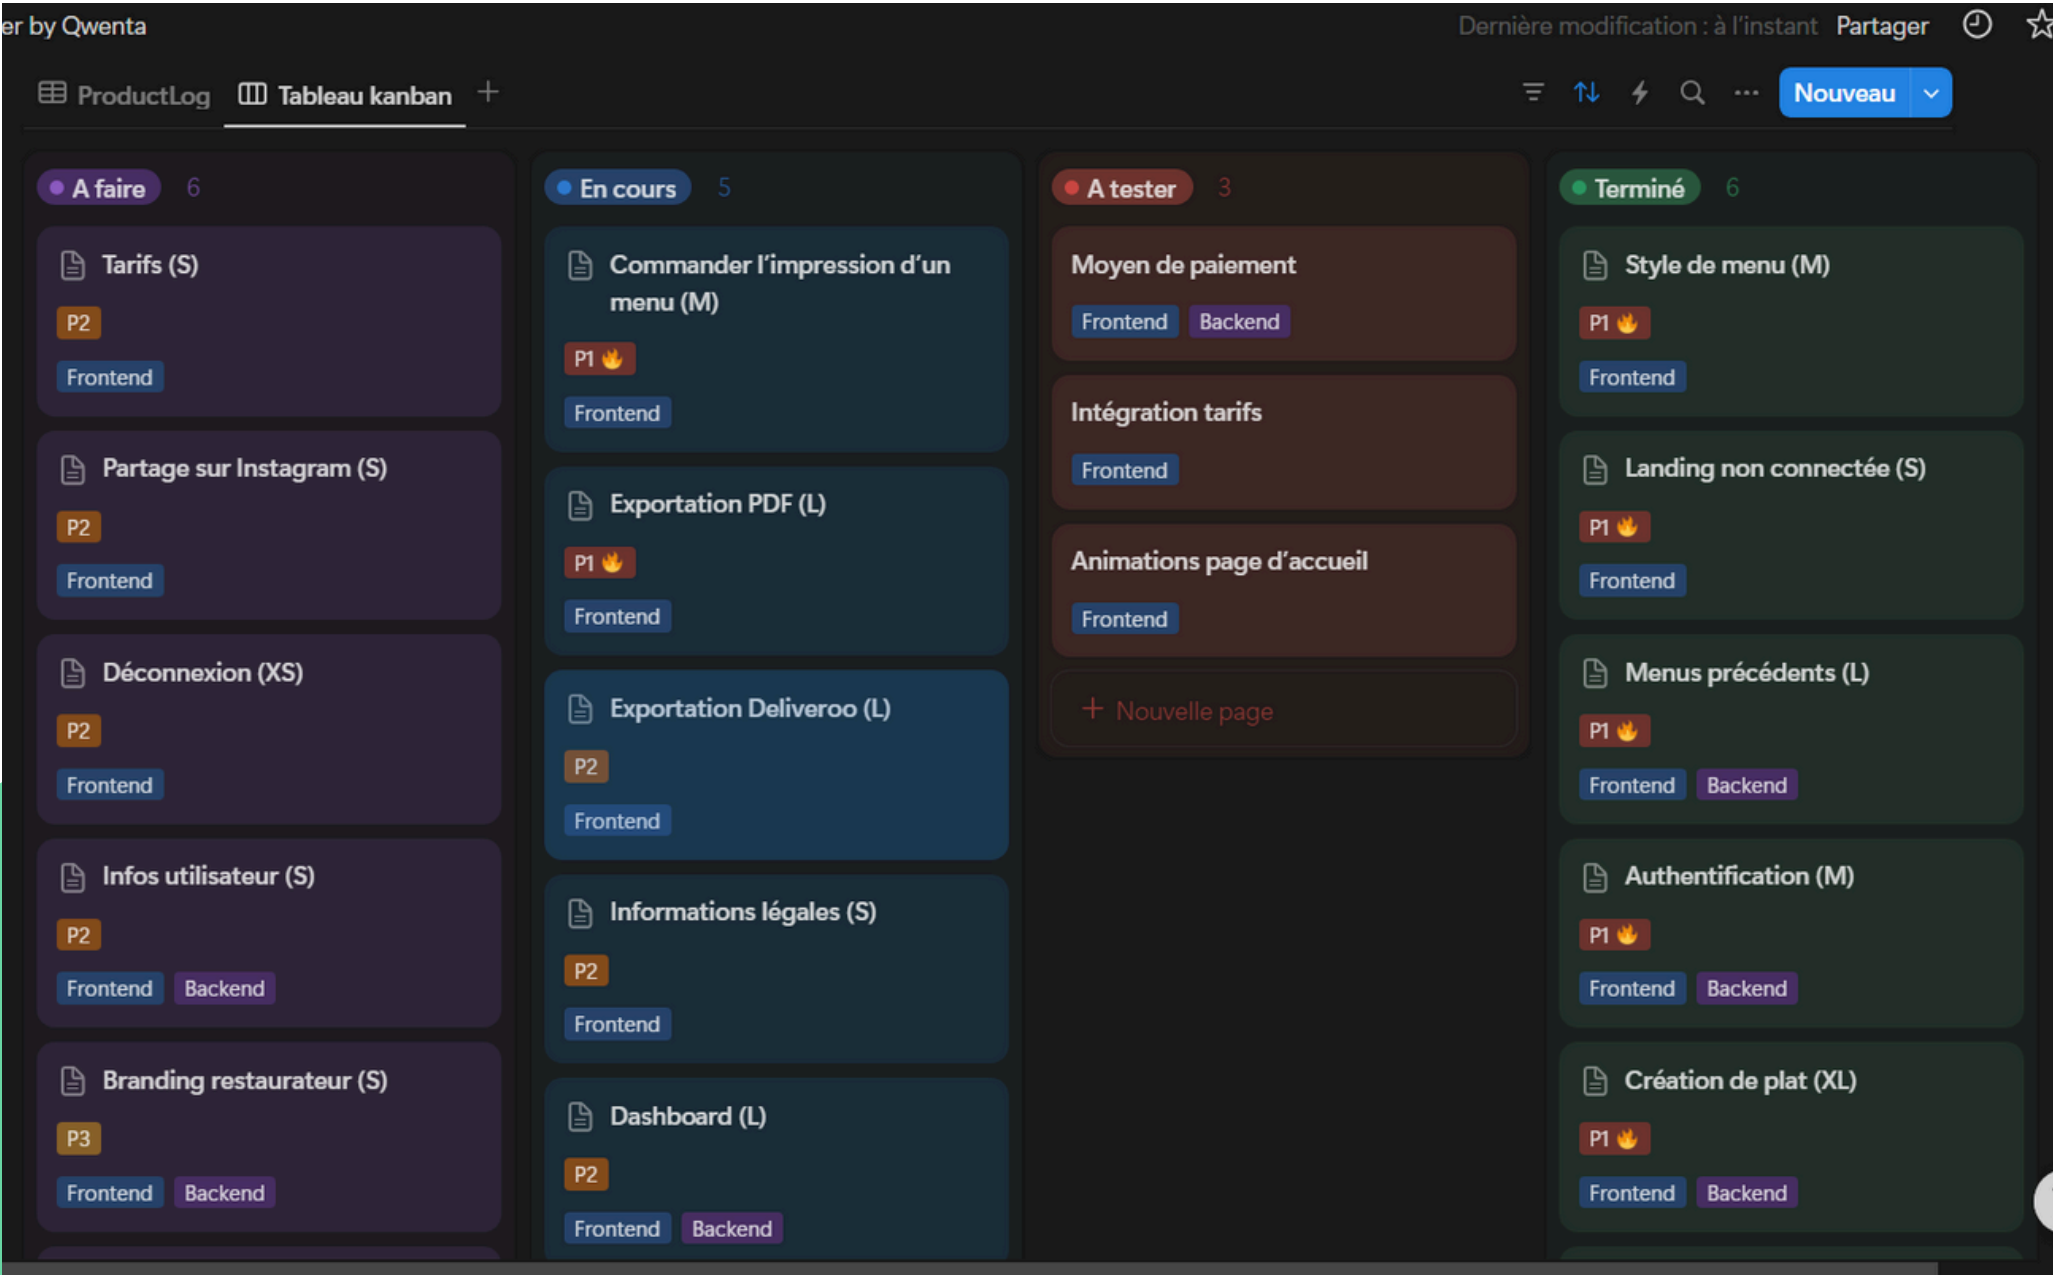 er by Qwenta
Dernière modification : à l'instant Partager
ProductLog Tableau kanban
Nouveau
A faire 6
Tarifs (S)
P2
Frontend
Partage sur Instagram (S)
P2
Frontend
Déconnexion (XS)
P2
Frontend
Infos utilisateur (S)
P2
Frontend Backend
Branding restaurateur (S)
P3
Frontend Backend
En cours 5
Commander l'impression d'un
menu (M)
P1 🔥
Frontend
Exportation PDF (L)
P1 🔥
Frontend
Exportation Deliveroo (L)
P2
Frontend
Informations légales (S)
P2
Frontend
Dashboard (L)
P2
Frontend Backend
A tester 3
Moyen de paiement
Frontend Backend
Intégration tarifs
Frontend
Animations page d'accueil
Frontend
+ Nouvelle page
Terminé 6
Style de menu (M)
P1 🔥
Frontend
Landing non connectée (S)
P1 🔥
Frontend
Menus précédents (L)
P1 🔥
Frontend Backend
Authentification (M)
P1 🔥
Frontend Backend
Création de plat (XL)
P1 🔥
Frontend Backend